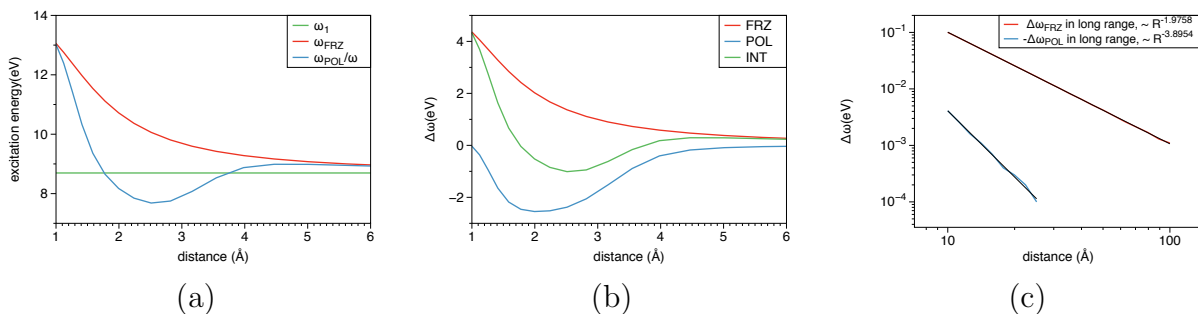 14
12
10
8
excitation energy(eV)
1
2
3
4
5
6
distance (Å)
ω1
ωFRZ
ωPOL/ω
(a)
4
2
0
−2
Δω(eV)
1
2
3
4
5
6
distance (Å)
FRZ
POL
INT
(b)
10−1
10−2
10−3
10−4
Δω(eV)
10
100
distance (Å)
ΔωFRZ in long range, ~ R-1.9758
-ΔωPOL in long range, ~ R-3.8954
(c)